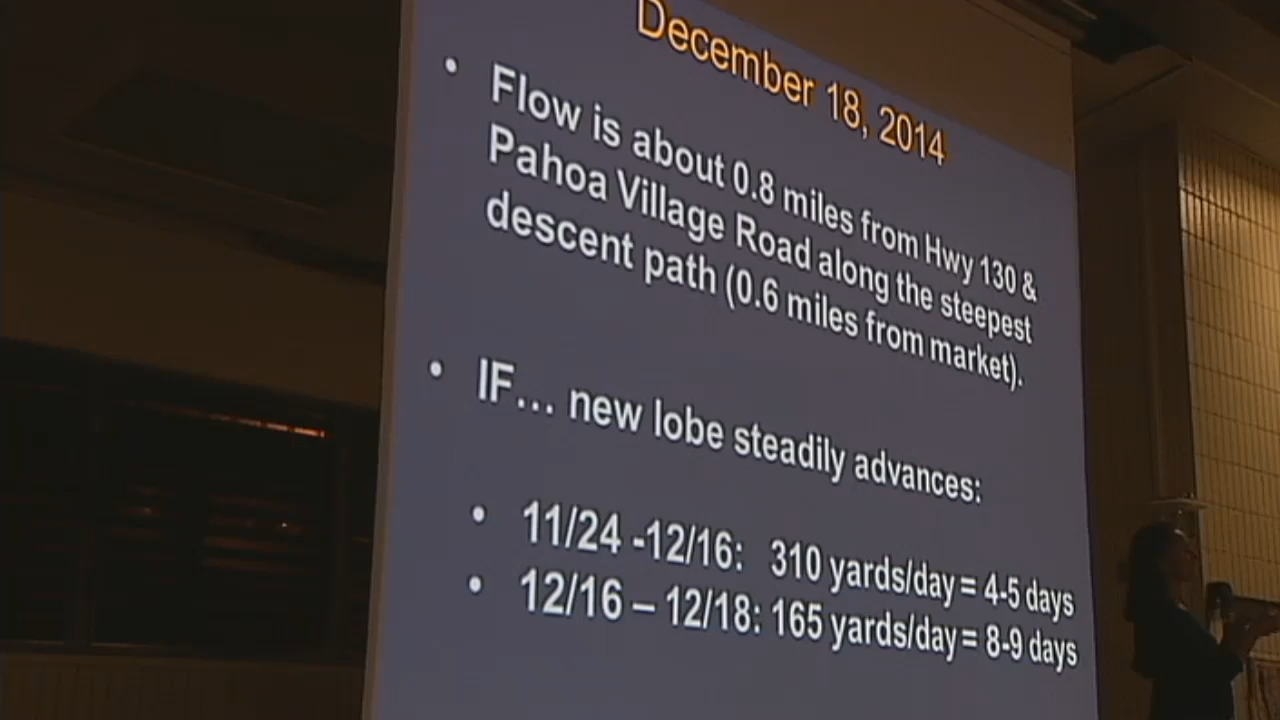 December 18, 2014
• Flow is about 0.8 miles from Hwy 130 &
Pahoa Village Road along the steepest
descent path (0.6 miles from market).
• IF... new lobe steadily advances:
• 11/24 -12/16: 310 yards/day = 4-5 days
• 12/16 – 12/18: 165 yards/day = 8-9 days